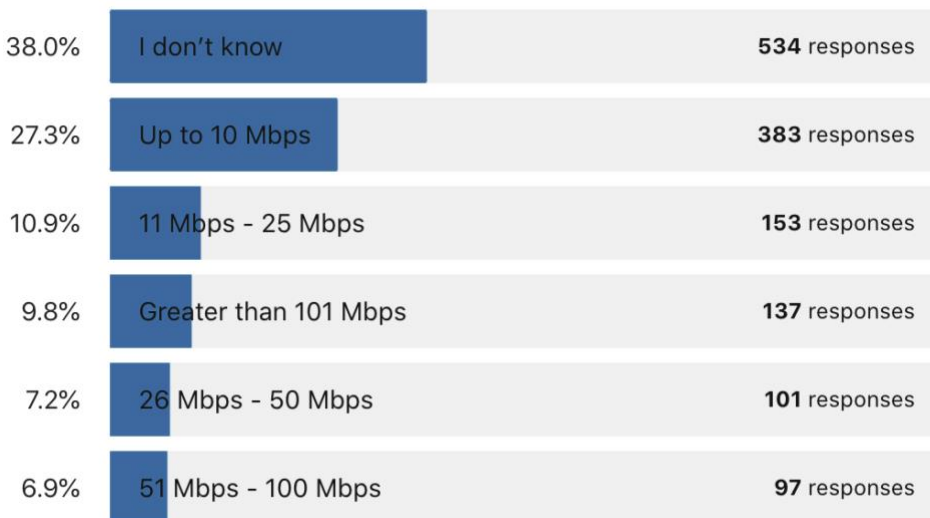 38.0% I don’t know 534 responses
27.3% Up to 10 Mbps 383 responses
10.9% 11 Mbps - 25 Mbps 153 responses
9.8% Greater than 101 Mbps 137 responses
7.2% 26 Mbps - 50 Mbps 101 responses
6.9% 51 Mbps - 100 Mbps 97 responses